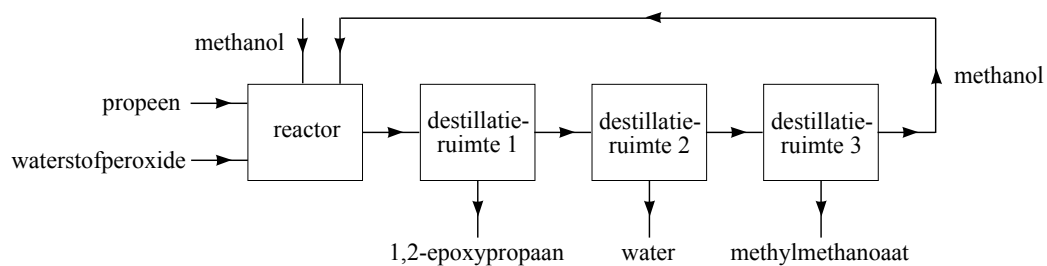 methanol
methanol
propeen
waterstofperoxide
reactor
destillatie-
ruimte 1
destillatie-
ruimte 2
destillatie-
ruimte 3
1,2-epoxypropaan
water
methylmethanoaat